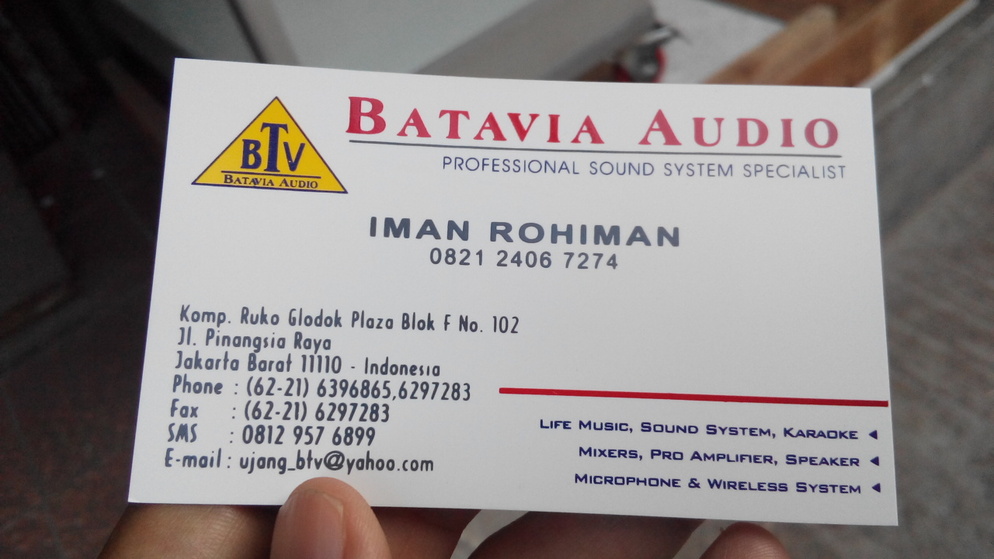 BTV
BATAVIA AUDIO
BATAVIA AUDIO
PROFESSIONAL SOUND SYSTEM SPECIALIST
IMAN ROHIMAN
0821 2406 7274
Komp. Ruko Glodok Plaza Blok F No. 102
Jl. Pinangsia Raya
Jakarta Barat 11110 - Indonesia
Phone : (62-21) 6396865,6297283
Fax : (62-21) 6297283
SMS : 0812 957 6899
E-mail : ujang_btv@yahoo.com
LIFE MUSIC, SOUND SYSTEM, KARAOKE
MIXERS, PRO AMPLIFIER, SPEAKER
MICROPHONE & WIRELESS SYSTEM